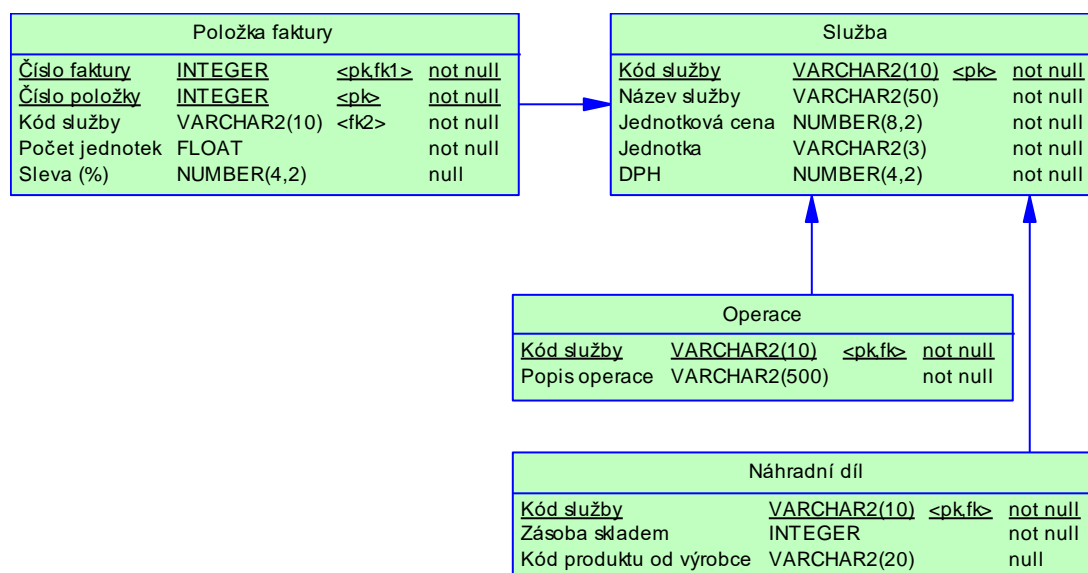 Položka faktury
Číslo faktury INTEGER <pk,fk1> not null
Číslo položky INTEGER <pk> not null
Kód služby VARCHAR2(10) <fk2> not null
Počet jednotek FLOAT not null
Sleva (%) NUMBER(4,2) null
Služba
Kód služby VARCHAR2(10) <pk> not null
Název služby VARCHAR2(50) not null
Jednotková cena NUMBER(8,2) not null
Jednotka VARCHAR2(3) not null
DPH NUMBER(4,2) not null
Operace
Kód služby VARCHAR2(10) <pk,fk> not null
Popis operace VARCHAR2(500) not null
Náhradní díl
Kód služby VARCHAR2(10) <pk,fk> not null
Zásoba skladem INTEGER not null
Kód produktu od výrobce VARCHAR2(20) null